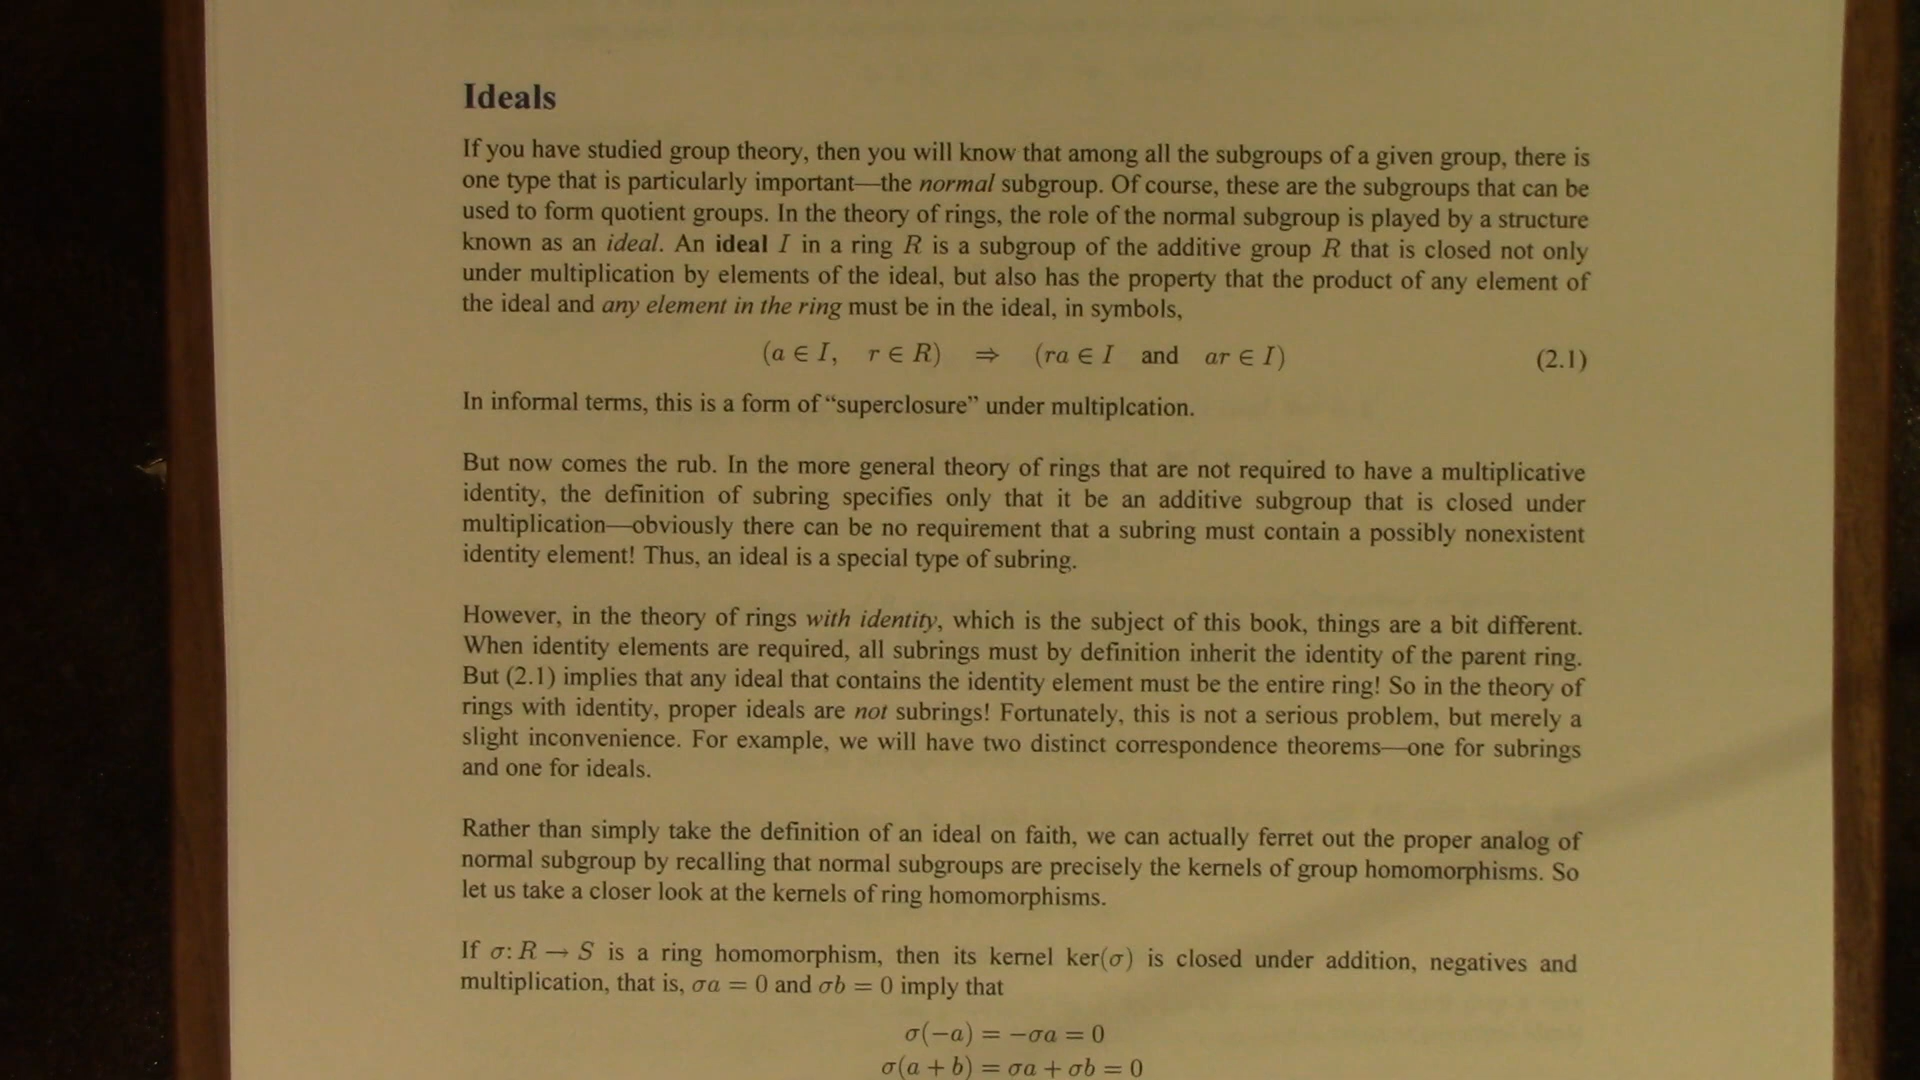 Ideals
If you have studied group theory, then you will know that among all the subgroups of a given group, there is
one type that is particularly important—the normal subgroup. Of course, these are the subgroups that can be
used to form quotient groups. In the theory of rings, the role of the normal subgroup is played by a structure
known as an ideal. An ideal I in a ring R is a subgroup of the additive group R that is closed not only
under multiplication by elements of the ideal, but also has the property that the product of any element of
the ideal and any element in the ring must be in the ideal, in symbols,
(a ∈ I, r ∈ R) ⇒ (ra ∈ I and ar ∈ I) (2.1)
In informal terms, this is a form of “superclosure” under multiplcation.
But now comes the rub. In the more general theory of rings that are not required to have a multiplicative
identity, the definition of subring specifies only that it be an additive subgroup that is closed under
multiplication—obviously there can be no requirement that a subring must contain a possibly nonexistent
identity element! Thus, an ideal is a special type of subring.
However, in the theory of rings with identity, which is the subject of this book, things are a bit different.
When identity elements are required, all subrings must by definition inherit the identity of the parent ring.
But (2.1) implies that any ideal that contains the identity element must be the entire ring! So in the theory of
rings with identity, proper ideals are not subrings! Fortunately, this is not a serious problem, but merely a
slight inconvenience. For example, we will have two distinct correspondence theorems—one for subrings
and one for ideals.
Rather than simply take the definition of an ideal on faith, we can actually ferret out the proper analog of
normal subgroup by recalling that normal subgroups are precisely the kernels of group homomorphisms. So
let us take a closer look at the kernels of ring homomorphisms.
If σ: R → S is a ring homomorphism, then its kernel ker(σ) is closed under addition, negatives and
multiplication, that is, σa = 0 and σb = 0 imply that
σ(−a) = −σa = 0
σ(a + b) = σa + σb = 0